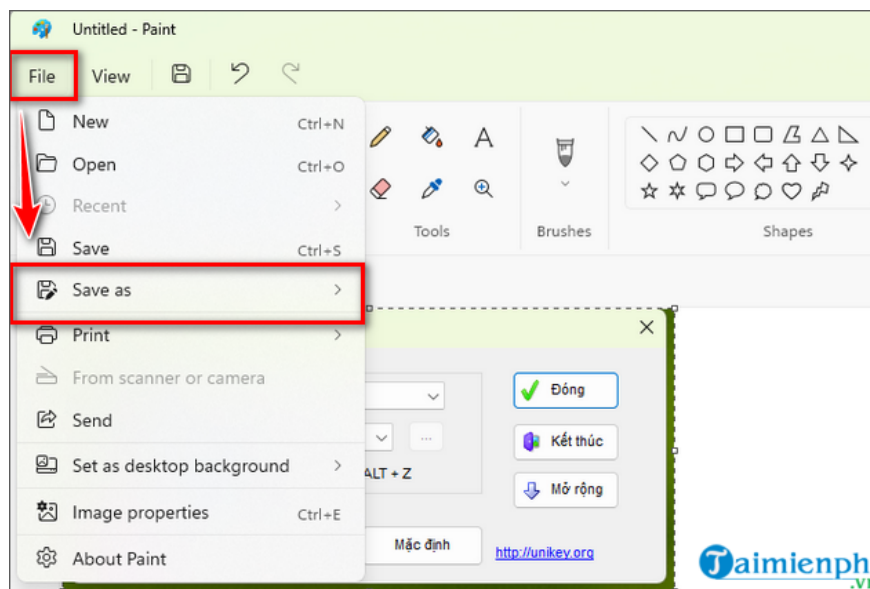 Untitled - Paint
File View
New Ctrl+N
Open Ctrl+O
Recent
Save Ctrl+S
Save as
Print
From scanner or camera
Send
Set as desktop background
Image properties Ctrl+E
About Paint
Tools
Brushes
Shapes
Đóng
Kết thúc
ALT + Z
Mở rộng
Mặc định
http://unikey.org
Taimienph
.V